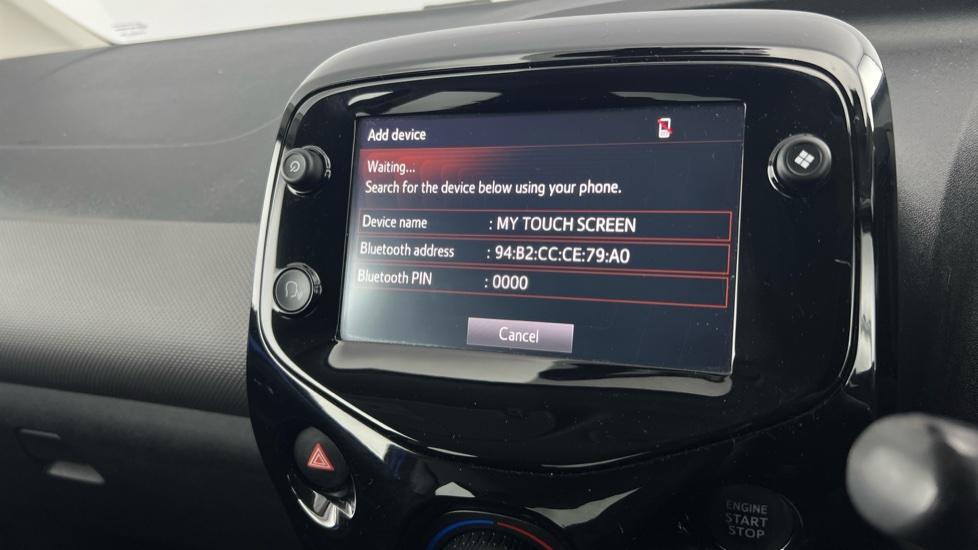 Add device
Waiting...
Search for the device below using your phone.
Device name : MY TOUCH SCREEN
Bluetooth address : 94:B2:CC:CE:79:A0
Bluetooth PIN : 0000
Cancel
ENGINE
START
STOP